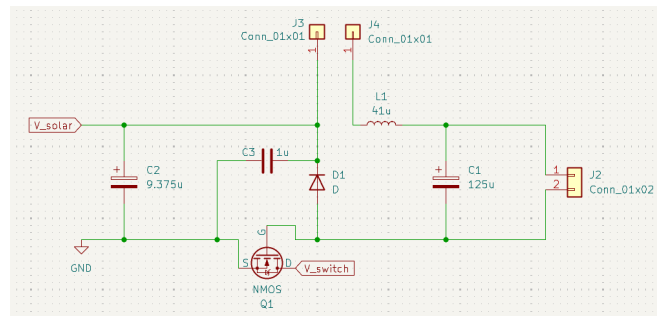 J3
Conn_01x01
1
J4
Conn_01x01
1
L1
41u
V_solar
C3 1u
+
C2
9.375u
D1
D
+
C1
125u
1
2
J2
Conn_01x02
GND
G
S
D
V_switch
NMOS
Q1